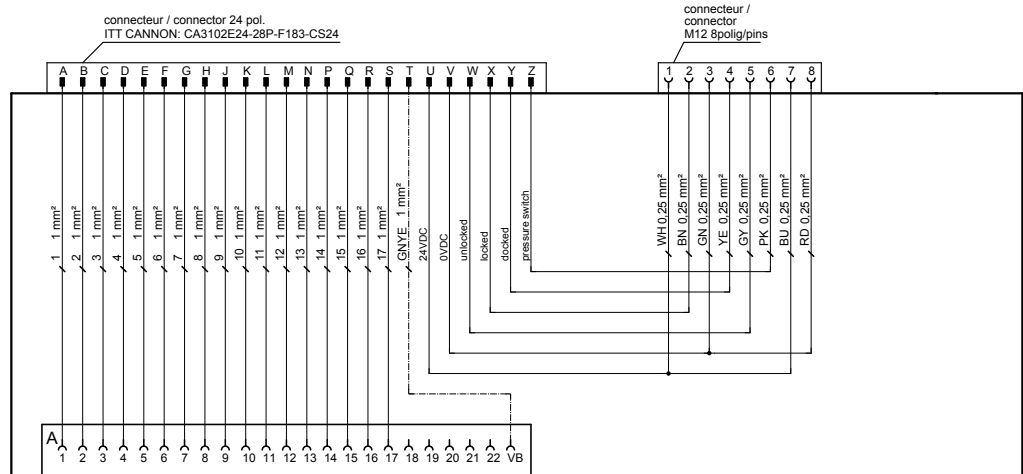 connecteur / connector 24 pol.
ITT CANNON: CA3102E24-28P-F183-CS24
connecteur /
connector
M12 8polig/pins
A B C D E F G H J K L M N P Q R S T U V W X Y Z
1 2 3 4 5 6 7 8
1 1 mm²
2 1 mm²
3 1 mm²
4 1 mm²
5 1 mm²
6 1 mm²
7 1 mm²
8 1 mm²
9 1 mm²
10 1 mm²
11 1 mm²
12 1 mm²
13 1 mm²
14 1 mm²
15 1 mm²
16 1 mm²
17 1 mm²
GNYE 1 mm²
24VDC
0VDC
unlocked
locked
docked
pressure switch
WH 0,25 mm²
BN 0,25 mm²
GN 0,25 mm²
YE 0,25 mm²
GY 0,25 mm²
PK 0,25 mm²
BU 0,25 mm²
RD 0,25 mm²
A
1 2 3 4 5 6 7 8 9 10 11 12 13 14 15 16 17 18 19 20 21 22 VB